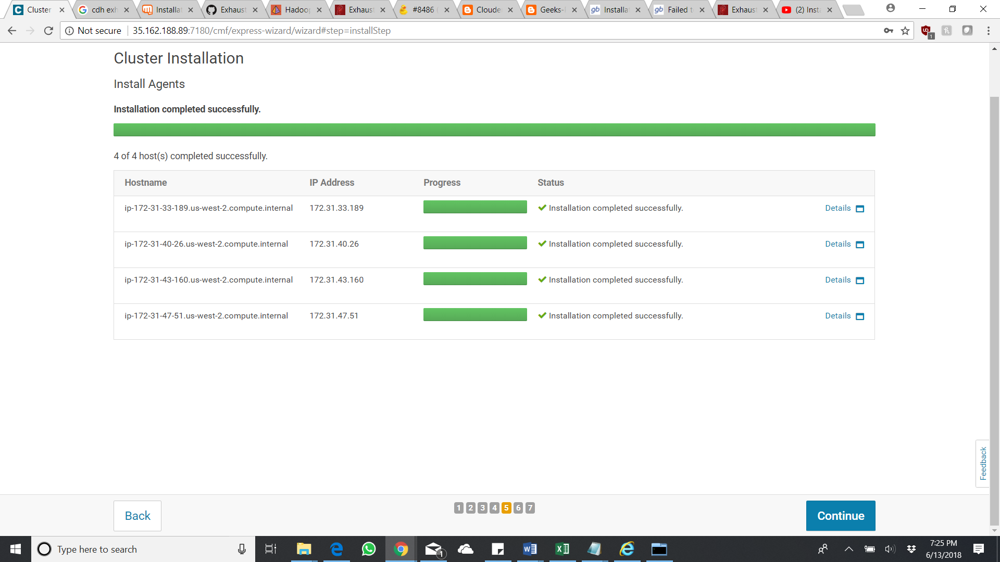 Cluster
cdh exh
Installat
Exhaust
Hadoop
Exhaust
#8486
Cloude
Geeks-
Installat
Failed t
Exhaust
(2) Inst
Not secure
35.162.188.89:7180/cmf/express-wizard/wizard#step=installStep
1
Cluster Installation
Install Agents
Installation completed successfully.
4 of 4 host(s) completed successfully.
Hostname IP Address Progress Status
ip-172-31-33-189.us-west-2.compute.internal 172.31.33.189 Installation completed successfully. Details
ip-172-31-40-26.us-west-2.compute.internal 172.31.40.26 Installation completed successfully. Details
ip-172-31-43-160.us-west-2.compute.internal 172.31.43.160 Installation completed successfully. Details
ip-172-31-47-51.us-west-2.compute.internal 172.31.47.51 Installation completed successfully. Details
Feedback
Back
1 2 3 4 5 6 7
Continue
Type here to search
1
7:25 PM
6/13/2018